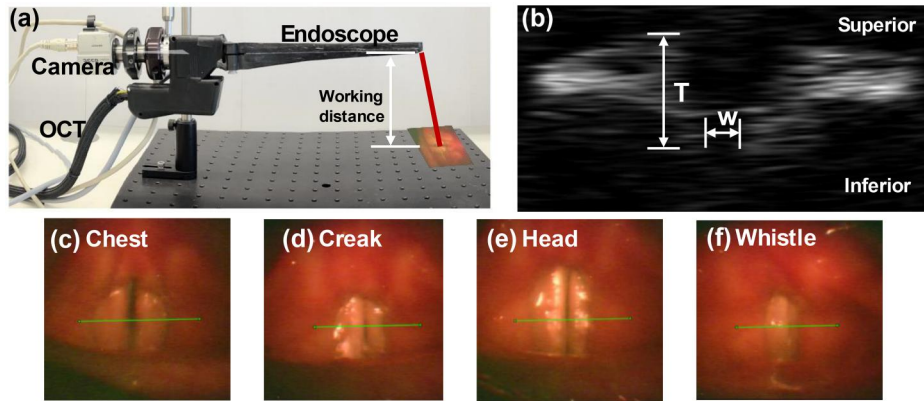 (a)
Endoscope
Camera
Working
distance
OCT
(b)
Superior
T
w
Inferior
(c) Chest
(d) Creak
(e) Head
(f) Whistle